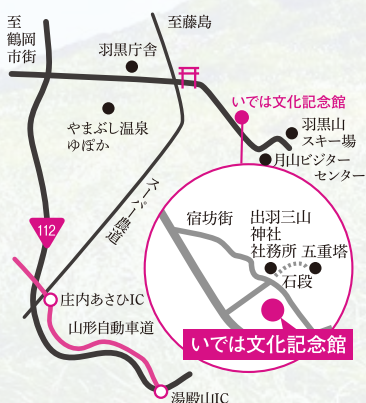 至
鶴岡
市街
至藤島
羽黒庁舎
いでは文化記念館
やまぶし温泉
ゆぽか
羽黒山
スキー場
月山ビジター
センター
スーパー農道
112
宿坊街
出羽三山
神社
社務所
五重塔
石段
いでは文化記念館
庄内あさひIC
山形自動車道
湯殿山IC